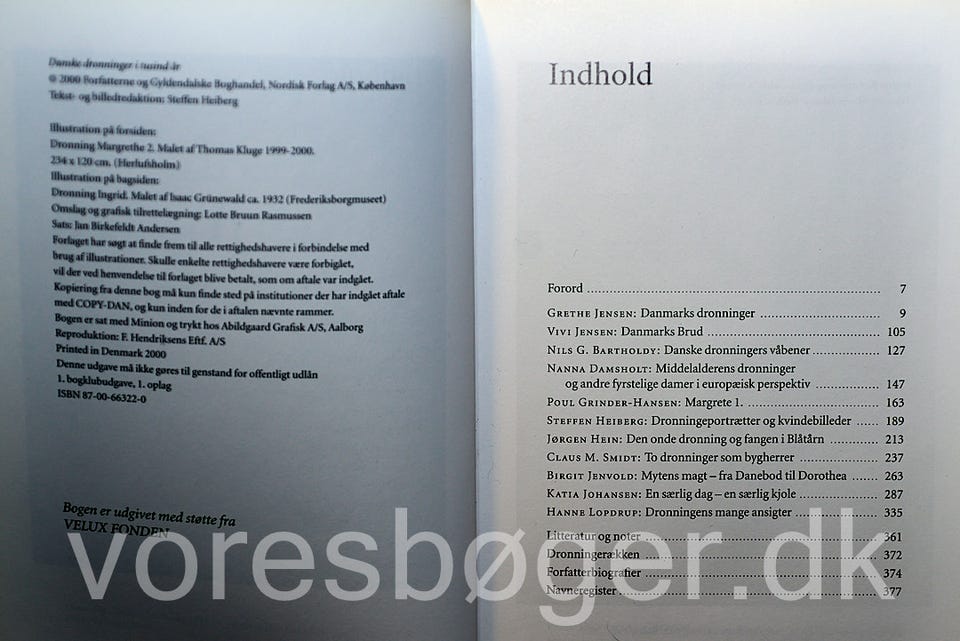 Danske dronninger i tusind år
© 2000 Forfatterne og Gyldendalske Boghandel, Nordisk Forlag A/S, København
Tekst- og billedredaktion: Steffen Heiberg
Illustration på forsiden:
Dronning Margrethe 2. Malet af Thomas Kluge 1999-2000.
234 x 120 cm. (Herlufsholm)
Illustration på bagsiden:
Dronning Ingrid. Malet af Isaac Grünewald ca. 1932 (Frederiksborgmuseet)
Omslag og grafisk tilrettelægning: Lotte Bruun Rasmussen
Sats: Jan Birkefeldt Andersen
Forlaget har søgt at finde frem til alle rettighedshavere i forbindelse med
brug af illustrationer. Skulle enkelte rettighedshavere være forbigået,
vil der ved henvendelse til forlaget blive betalt, som om aftale var indgået.
Kopiering fra denne bog må kun finde sted på institutioner der har indgået aftale
med COPY-DAN, og kun inden for de i aftalen nævnte rammer.
Bogen er sat med Minion og trykt hos Abildgaard Grafisk A/S, Aalborg
Reproduktion: F. Hendriksens Eftf. A/S
Printed in Denmark 2000
Denne udgave må ikke gøres til genstand for offentligt udlån
1. bogklubudgave, 1. oplag
ISBN 87-00-66322-0
Bogen er udgivet med støtte fra
VELUX FONDEN
Indhold
Forord 7
GRETHE JENSEN: Danmarks dronninger 9
VIVI JENSEN: Danmarks Brud 105
NILS G. BARTHOLDY: Danske dronningers våbener 127
NANNA DAMSHOLT: Middelalderens dronninger
og andre fyrstelige damer i europæisk perspektiv 147
POUL GRINDER-HANSEN: Margrete 1. 163
STEFFEN HEIBERG: Dronningeportrætter og kvindebilleder 189
JØRGEN HEIN: Den onde dronning og fangen i Blåtårn 213
CLAUS M. SMIDT: To dronninger som bygherrer 237
BIRGIT JENVOLD: Mytens magt – fra Danebod til Dorothea 263
KATIA JOHANSEN: En særlig dag – en særlig kjole 287
HANNE LOPDRUP: Dronningens mange ansigter 335
Litteratur og noter 361
Dronningerækken 372
Forfatterbiografier 374
Navneregister 377
voresbøger.dk